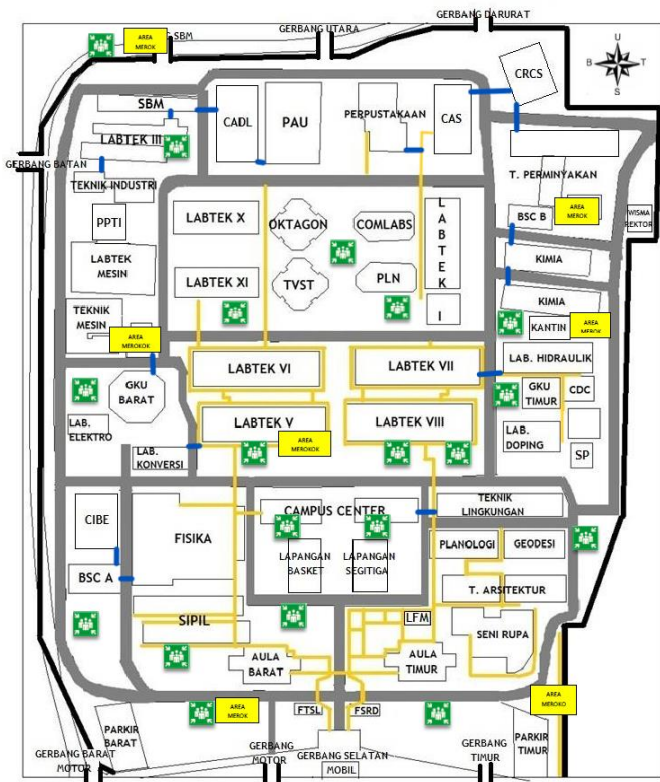 GERBANG DARURAT
GERBANG UTARA
SBM
AREA
MEROK
U
B T
S
CRCS
SBM
CADL
PAU
PERPUSTAKAAN
CAS
LABTEK III
GERBANG BATAN
TEKNIK INDUSTRI
T. PERMINYAKAN
PPTI
LABTEK X
OKTAGON
COMLABS
LABTEK
I
BSC B
AREA
MEROK
WISMA
REKTOR
LABTEK
MESIN
KIMIA
LABTEK XI
TVST
PLN
KIMIA
TEKNIK
MESIN
AREA
MEROKOK
KANTIN
AREA
MEROK
LABTEK VI
LABTEK VII
LAB. HIDRAULIK
GKU
BARAT
GKU
TIMUR
CDC
LAB.
ELEKTRO
LABTEK V
AREA
MEROKOK
LABTEK VIII
LAB.
DOPING
SP
LAB.
KONVERSI
CIBE
FISIKA
CAMPUS CENTER
TEKNIK
LINGKUNGAN
PLANOLOGI
GEODESI
LAPANGAN
BASKET
LAPANGAN
SEGITIGA
BSC A
T. ARSITEKTUR
SIPIL
LFM
SENI RUPA
AULA
BARAT
AULA
TIMUR
AREA
MEROKO
FTSL
FSRD
AREA
MEROK
PARKIR
BARAT
PARKIR
TIMUR
GERBANG BARAT
MOTOR
GERBANG
MOTOR
GERBANG SELATAN
MOBIL
GERBANG
TIMUR